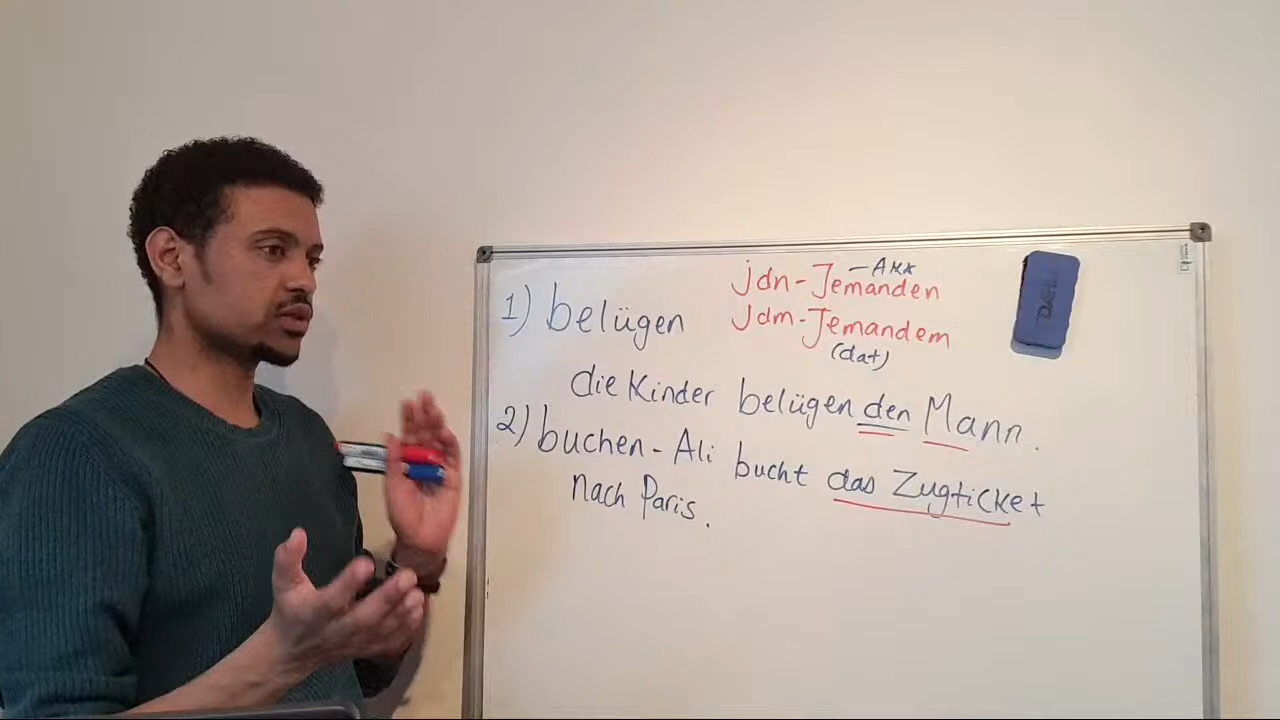 jdn - Jemanden - Akk
1) belügen jdm - Jemandem
(dat)
die Kinder belügen den Mann.
2) buchen - Ali bucht das Zugticket
nach Paris.